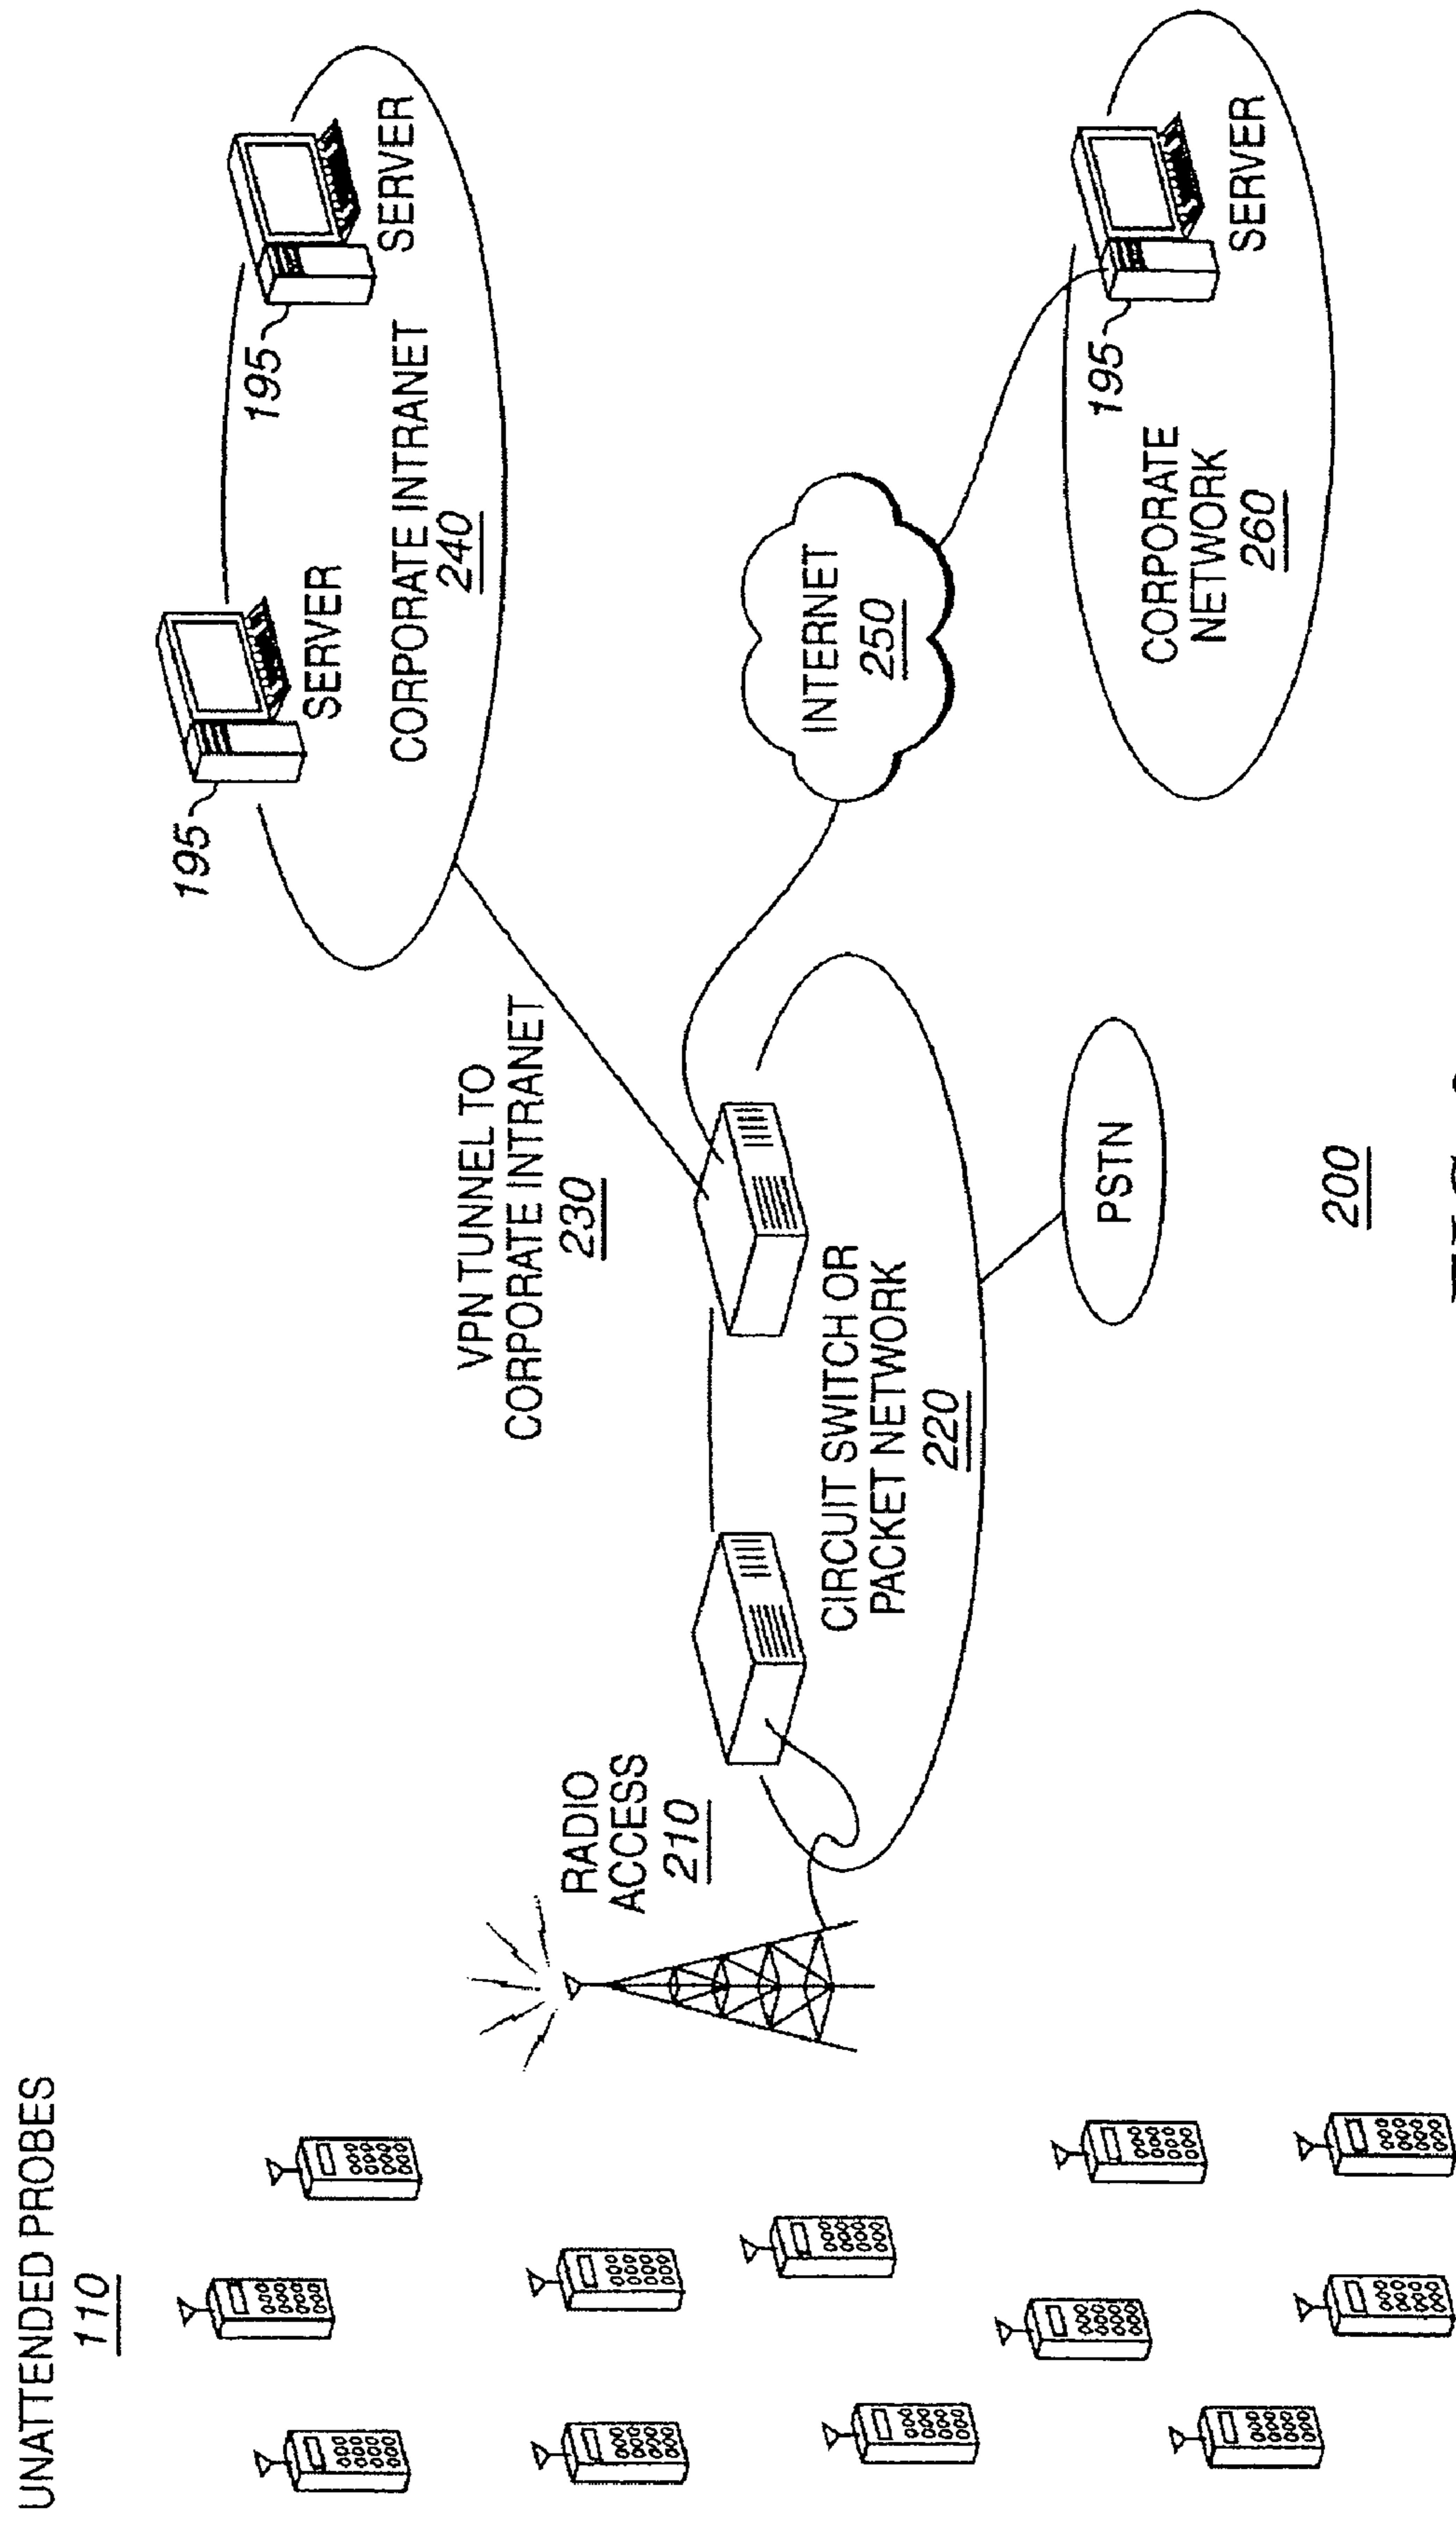 UNATTENDED PROBES
110
RADIO
ACCESS
210
VPN TUNNEL TO
CORPORATE INTRANET
230
CIRCUIT SWITCH OR
PACKET NETWORK
220
PSTN
195
SERVER
195
SERVER
CORPORATE INTRANET
240
INTERNET
250
195
SERVER
CORPORATE
NETWORK
260
200